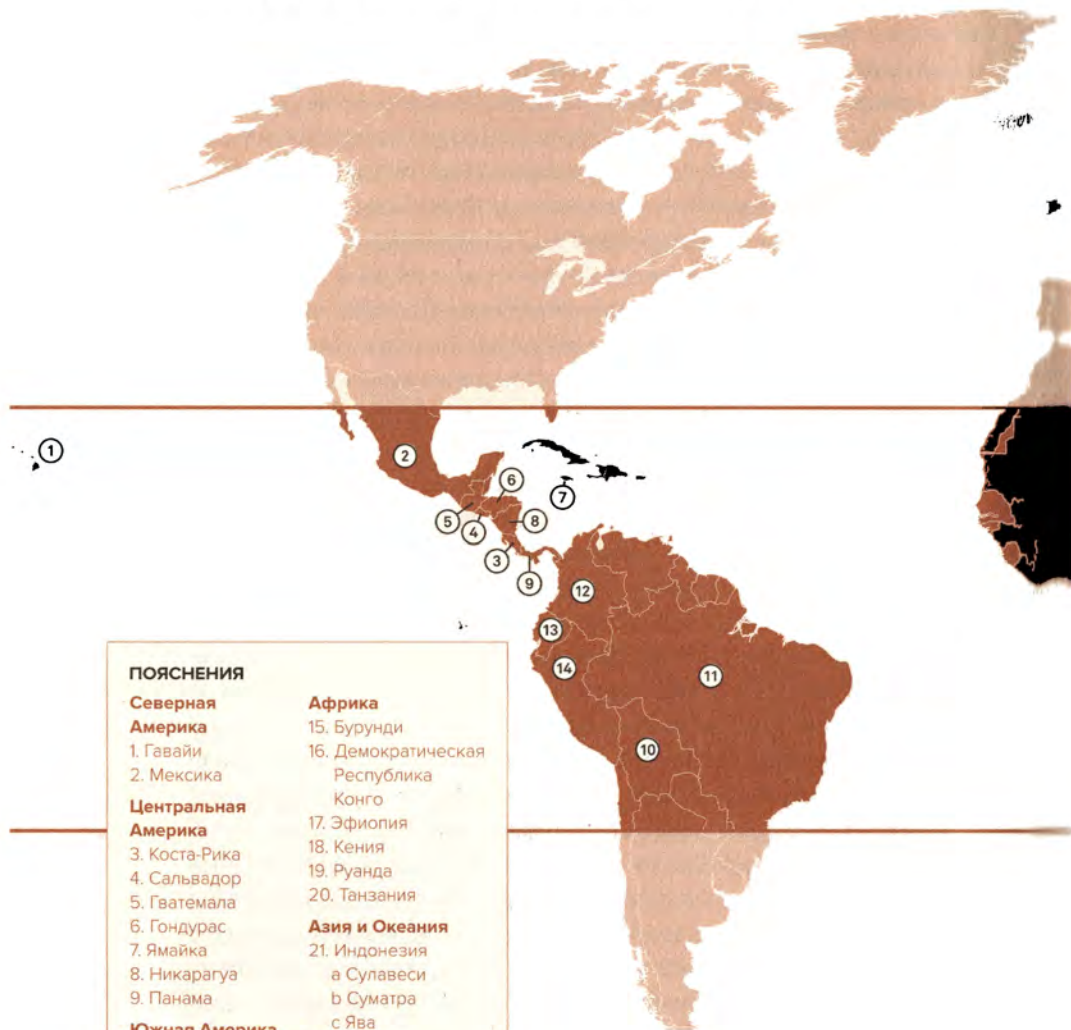 1
2
6
7
5
4
8
3
9
12
13
14
11
10
ПОЯСНЕНИЯ
Северная
Америка
1. Гавайи
2. Мексика
Центральная
Америка
3. Коста-Рика
4. Сальвадор
5. Гватемала
6. Гондурас
7. Ямайка
8. Никарагуа
9. Панама
Южная Америка
Африка
15. Бурунди
16. Демократическая
Республика
Конго
17. Эфиопия
18. Кения
19. Руанда
20. Танзания
Азия и Океания
21. Индонезия
а Сулавеси
b Суматра
с Ява